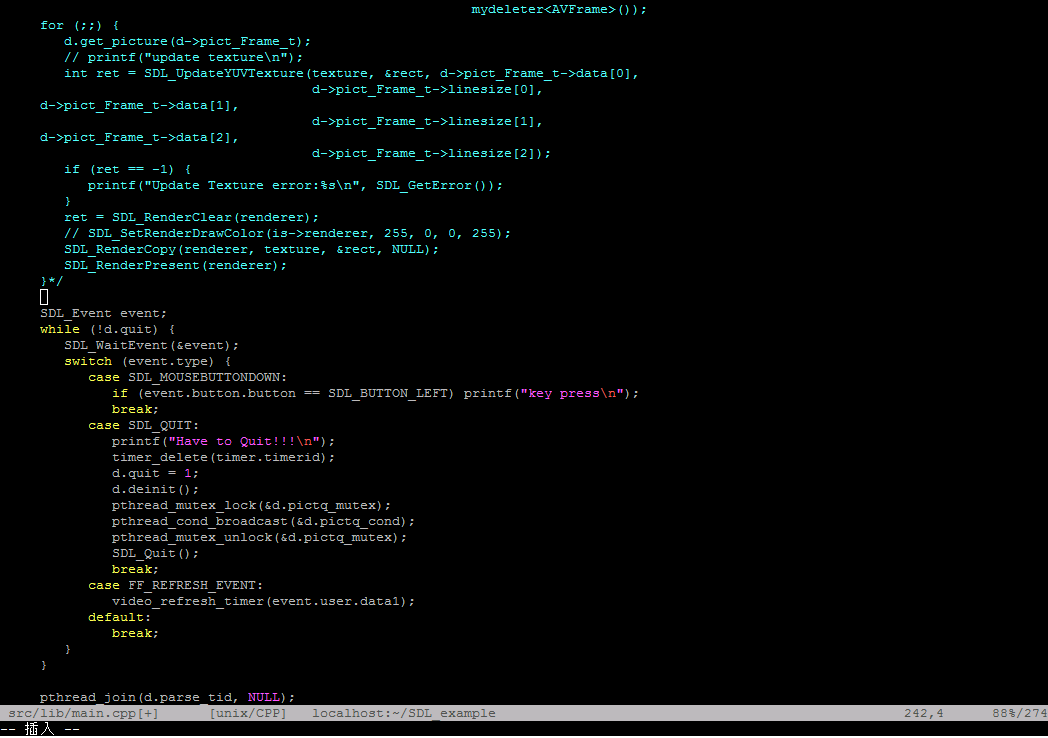 mydeleter<AVFrame>());
for (;;) {
d.get_picture(d->pict_Frame_t);
// printf("update texture\n");
int ret = SDL_UpdateYUVTexture(texture, &rect, d->pict_Frame_t->data[0],
d->pict_Frame_t->linesize[0],
d->pict_Frame_t->data[1],
d->pict_Frame_t->linesize[1],
d->pict_Frame_t->data[2],
d->pict_Frame_t->linesize[2]);
if (ret == -1) {
printf("Update Texture error:%s\n", SDL_GetError());
}
ret = SDL_RenderClear(renderer);
// SDL_SetRenderDrawColor(is->renderer, 255, 0, 0, 255);
SDL_RenderCopy(renderer, texture, &rect, NULL);
SDL_RenderPresent(renderer);
}*/
SDL_Event event;
while (!d.quit) {
SDL_WaitEvent(&event);
switch (event.type) {
case SDL_MOUSEBUTTONDOWN:
if (event.button.button == SDL_BUTTON_LEFT) printf("key press\n");
break;
case SDL_QUIT:
printf("Have to Quit!!!\n");
timer_delete(timer.timerid);
d.quit = 1;
d.deinit();
pthread_mutex_lock(&d.pictq_mutex);
pthread_cond_broadcast(&d.pictq_cond);
pthread_mutex_unlock(&d.pictq_mutex);
SDL_Quit();
break;
case FF_REFRESH_EVENT:
video_refresh_timer(event.user.data1);
default:
break;
}
}
pthread_join(d.parse_tid, NULL);
src/lib/main.cpp[+] [unix/CPP] localhost:~/SDL_example 242,4 88%/274
-- 插入 --